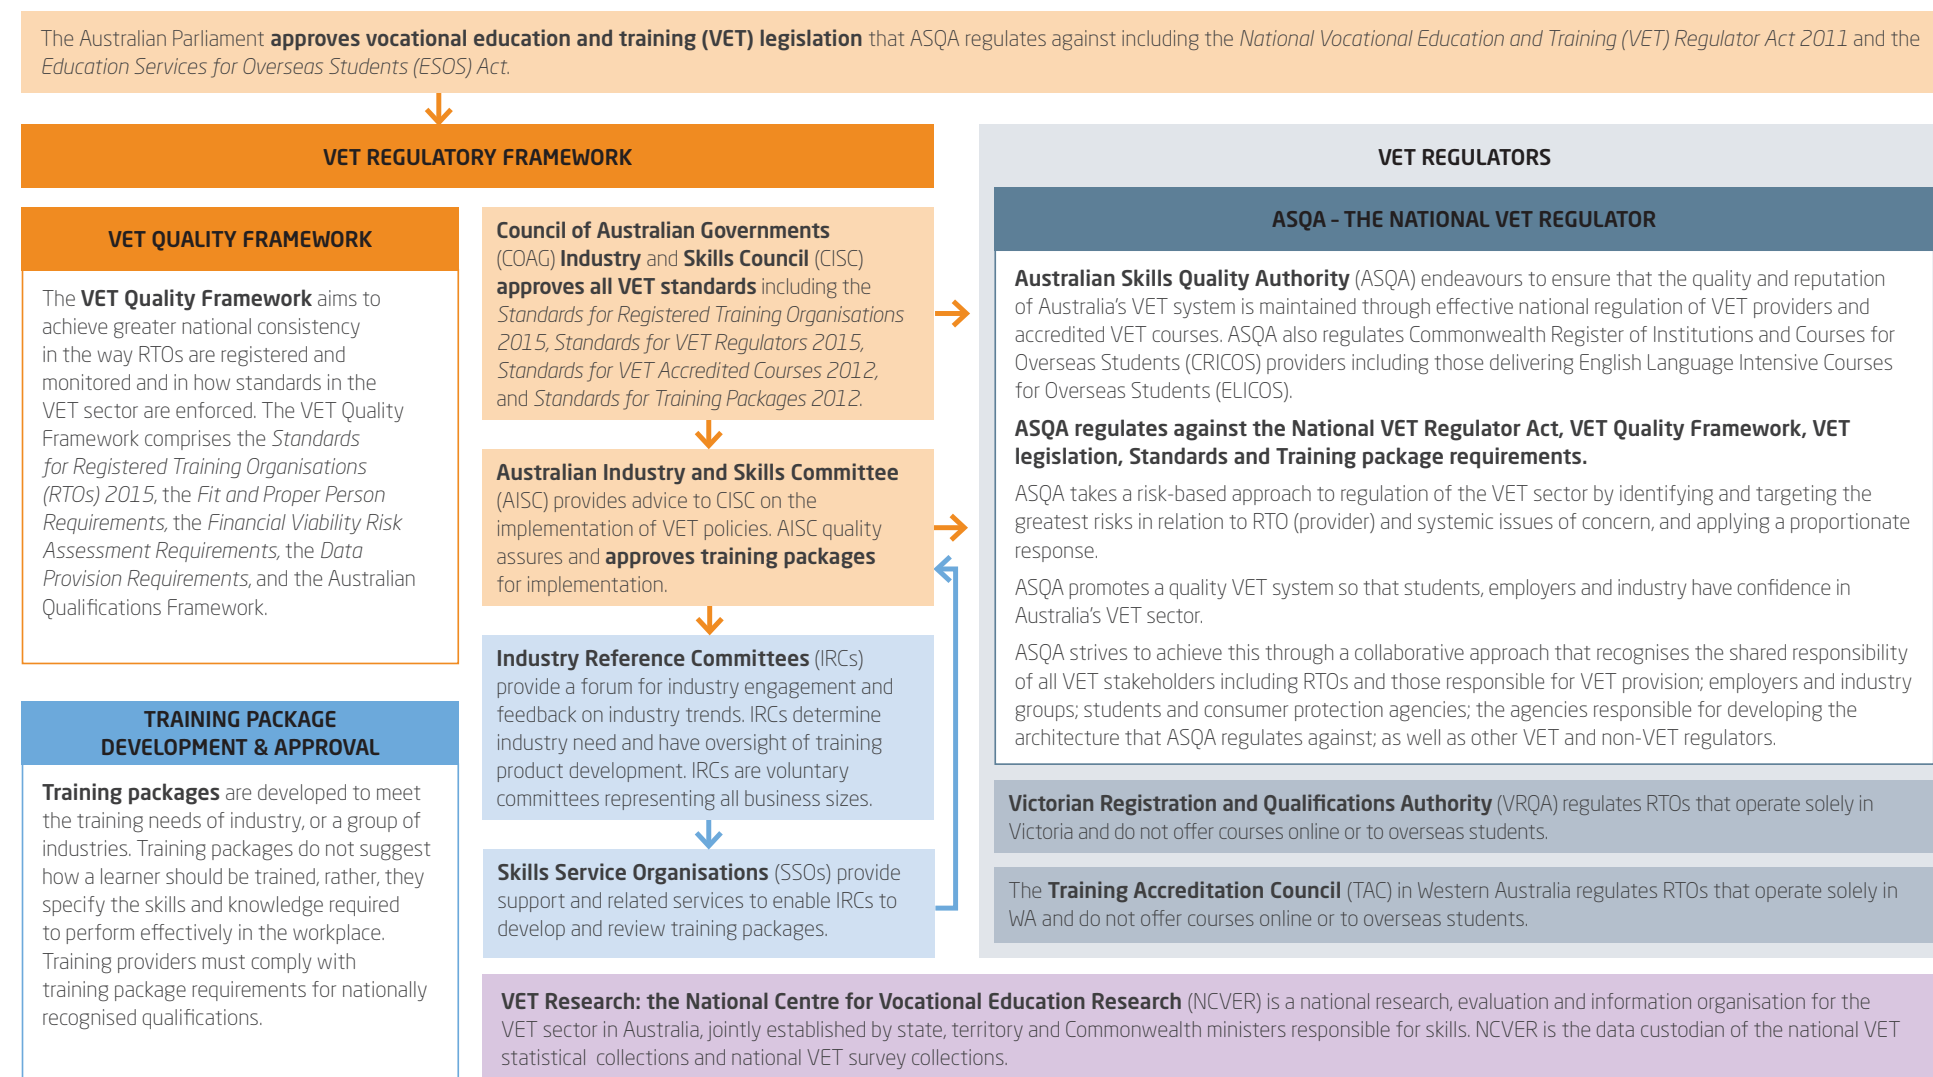 The Australian Parliament approves vocational education and training (VET) legislation that ASQA regulates against including the National Vocational Education and Training (VET) Regulator Act 2011 and the
Education Services for Overseas Students (ESOS) Act.
VET REGULATORY FRAMEWORK
VET QUALITY FRAMEWORK
The VET Quality Framework aims to
achieve greater national consistency
in the way RTOs are registered and
monitored and in how standards in the
VET sector are enforced. The VET Quality
Framework comprises the Standards
for Registered Training Organisations
(RTOs) 2015, the Fit and Proper Person
Requirements, the Financial Viability Risk
Assessment Requirements, the Data
Provision Requirements, and the Australian
Qualifications Framework.
TRAINING PACKAGE
DEVELOPMENT & APPROVAL
Training packages are developed to meet
the training needs of industry, or a group of
industries. Training packages do not suggest
how a learner should be trained, rather, they
specify the skills and knowledge required
to perform effectively in the workplace.
Training providers must comply with
training package requirements for nationally
recognised qualifications.
Council of Australian Governments
(COAG) Industry and Skills Council (CISC)
approves all VET standards including the
Standards for Registered Training Organisations
2015, Standards for VET Regulators 2015,
Standards for VET Accredited Courses 2012,
and Standards for Training Packages 2012.
Australian Industry and Skills Committee
(AISC) provides advice to CISC on the
implementation of VET policies. AISC quality
assures and approves training packages
for implementation.
Industry Reference Committees (IRCs)
provide a forum for industry engagement and
feedback on industry trends. IRCs determine
industry need and have oversight of training
product development. IRCs are voluntary
committees representing all business sizes.
Skills Service Organisations (SSOs) provide
support and related services to enable IRCs to
develop and review training packages.
VET REGULATORS
ASQA – THE NATIONAL VET REGULATOR
Australian Skills Quality Authority (ASQA) endeavours to ensure that the quality and reputation
of Australia's VET system is maintained through effective national regulation of VET providers and
accredited VET courses. ASQA also regulates Commonwealth Register of Institutions and Courses for
Overseas Students (CRICOS) providers including those delivering English Language Intensive Courses
for Overseas Students (ELICOS).
ASQA regulates against the National VET Regulator Act, VET Quality Framework, VET
legislation, Standards and Training package requirements.
ASQA takes a risk-based approach to regulation of the VET sector by identifying and targeting the
greatest risks in relation to RTO (provider) and systemic issues of concern, and applying a proportionate
response.
ASQA promotes a quality VET system so that students, employers and industry have confidence in
Australia's VET sector.
ASQA strives to achieve this through a collaborative approach that recognises the shared responsibility
of all VET stakeholders including RTOs and those responsible for VET provision; employers and industry
groups; students and consumer protection agencies; the agencies responsible for developing the
architecture that ASQA regulates against; as well as other VET and non-VET regulators.
Victorian Registration and Qualifications Authority (VRQA) regulates RTOs that operate solely in
Victoria and do not offer courses online or to overseas students.
The Training Accreditation Council (TAC) in Western Australia regulates RTOs that operate solely in
WA and do not offer courses online or to overseas students.
VET Research: the National Centre for Vocational Education Research (NCVER) is a national research, evaluation and information organisation for the
VET sector in Australia, jointly established by state, territory and Commonwealth ministers responsible for skills. NCVER is the data custodian of the national VET
statistical collections and national VET survey collections.